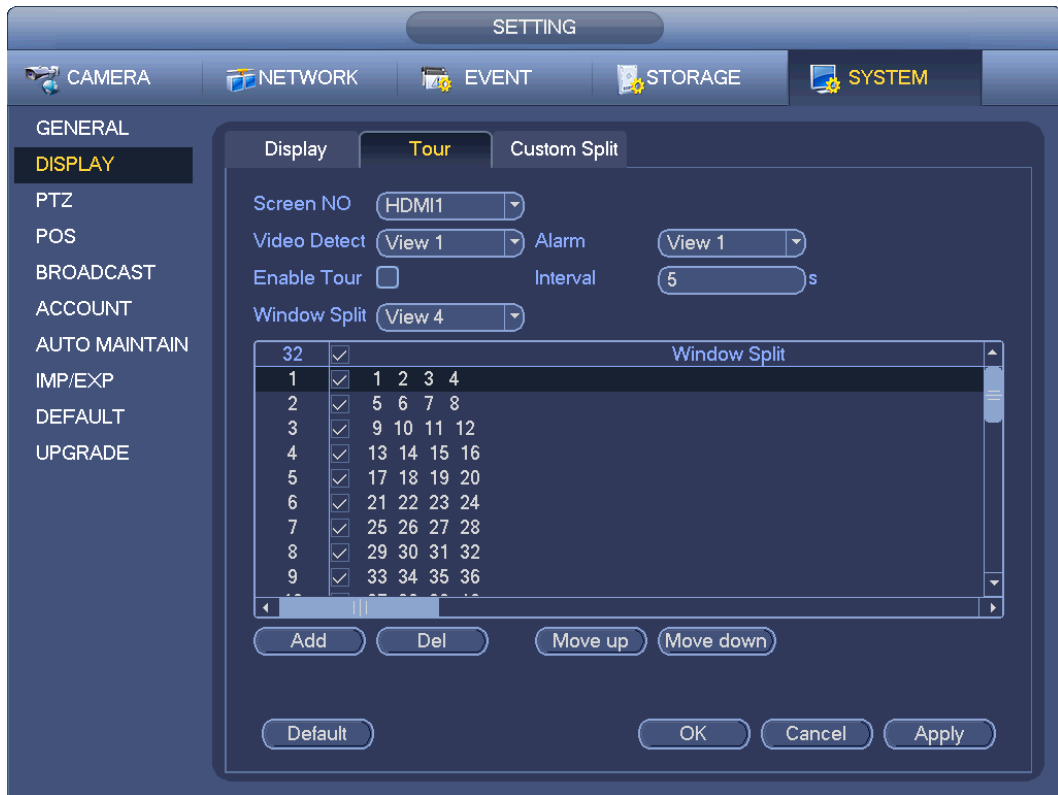 SETTING
CAMERA NETWORK EVENT STORAGE SYSTEM
GENERAL
DISPLAY
PTZ
POS
BROADCAST
ACCOUNT
AUTO MAINTAIN
IMP/EXP
DEFAULT
UPGRADE
Display Tour Custom Split
Screen NO HDMI1
Video Detect View 1 Alarm View 1
Enable Tour Interval 5 s
Window Split View 4
32 Window Split
1 1 2 3 4
2 5 6 7 8
3 9 10 11 12
4 13 14 15 16
5 17 18 19 20
6 21 22 23 24
7 25 26 27 28
8 29 30 31 32
9 33 34 35 36
Add Del Move up Move down
Default OK Cancel Apply